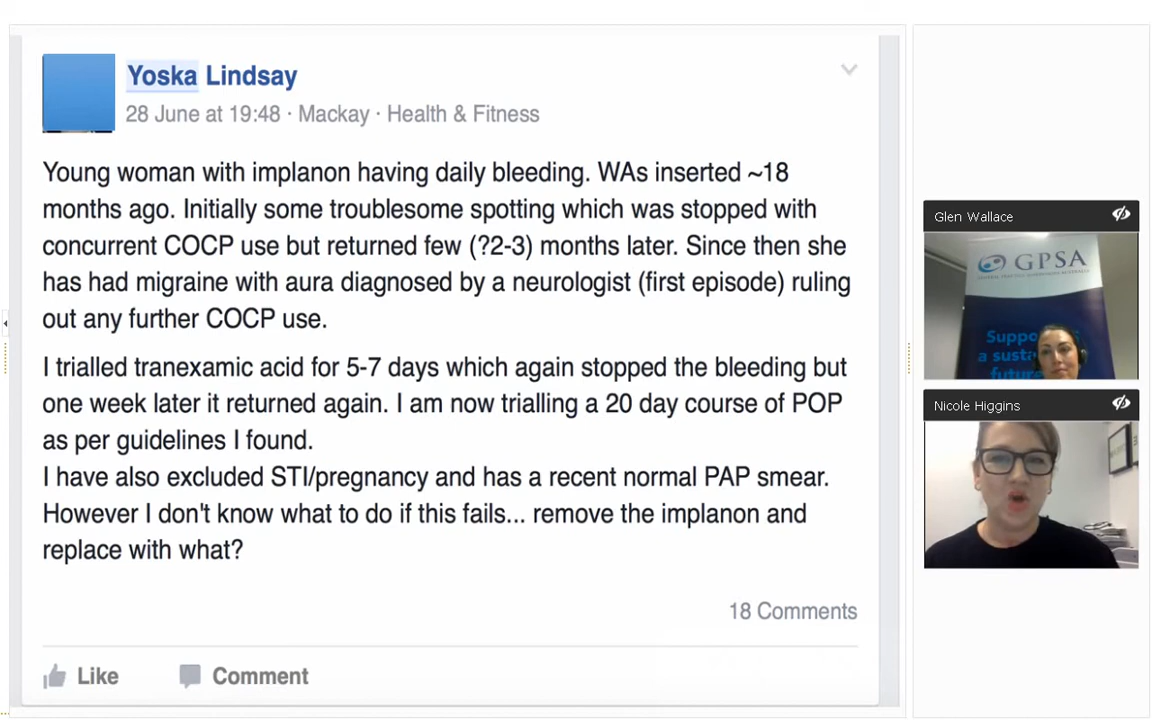 Yoska Lindsay
28 June at 19:48 · Mackay · Health & Fitness
Young woman with implanon having daily bleeding. WAs inserted ~18
months ago. Initially some troublesome spotting which was stopped with
concurrent COCP use but returned few (?2-3) months later. Since then she
has had migraine with aura diagnosed by a neurologist (first episode) ruling
out any further COCP use.
I trialled tranexamic acid for 5-7 days which again stopped the bleeding but
one week later it returned again. I am now trialling a 20 day course of POP
as per guidelines I found.
I have also excluded STI/pregnancy and has a recent normal PAP smear.
However I don't know what to do if this fails... remove the implanon and
replace with what?
18 Comments
Like
Comment
Glen Wallace
GPSA
a
future
Nicole Higgins